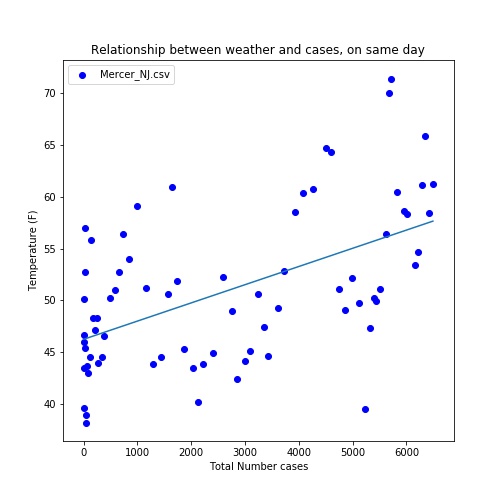 Relationship between weather and cases, on same day
Mercer_NJ.csv
Temperature (F)
70
65
60
55
50
45
40
0 1000 2000 3000 4000 5000 6000
Total Number cases